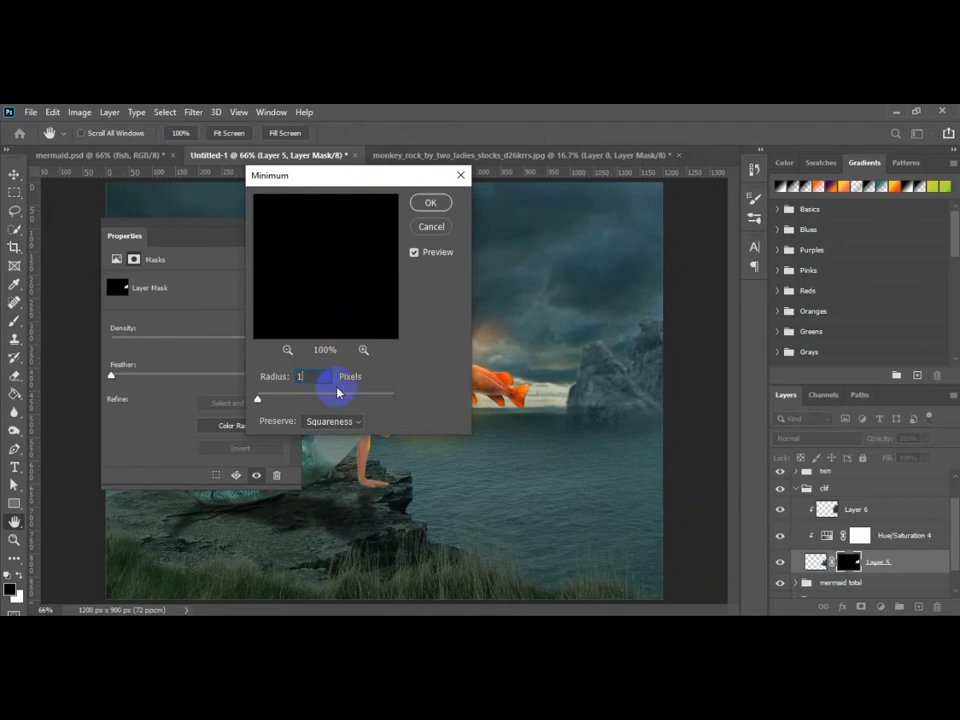 Ps File Edit Image Layer Type Select Filter 3D View Window Help
Scroll All Windows 100% Fit Screen Fill Screen
mermaid.psd @ 66% (fish, RGB/8) * × Untitled-1 @ 66% (Layer 5, Layer Mask/8) * × monkey_rock_by_two_ladies_stocks_d26krrs.jpg @ 16.7% (Layer 0, Layer Mask/8) * ×
Minimum
OK
Cancel
Preview
100%
Radius: 1 Pixels
Preserve: Squareness
Properties
Masks
Layer Mask
Density:
Feather:
Refine:
Select and
Color Ra
Invert
Color Swatches Gradients Patterns
Basics
Blues
Purples
Pinks
Reds
Oranges
Greens
Grays
Layers Channels Paths
Kind
Normal Opacity: 100%
Lock: Fill: 100%
fish
clif
Layer 6
Hue/Saturation 4
Layer 5
mermaid total
66% 1200 px x 900 px (72 ppcm)